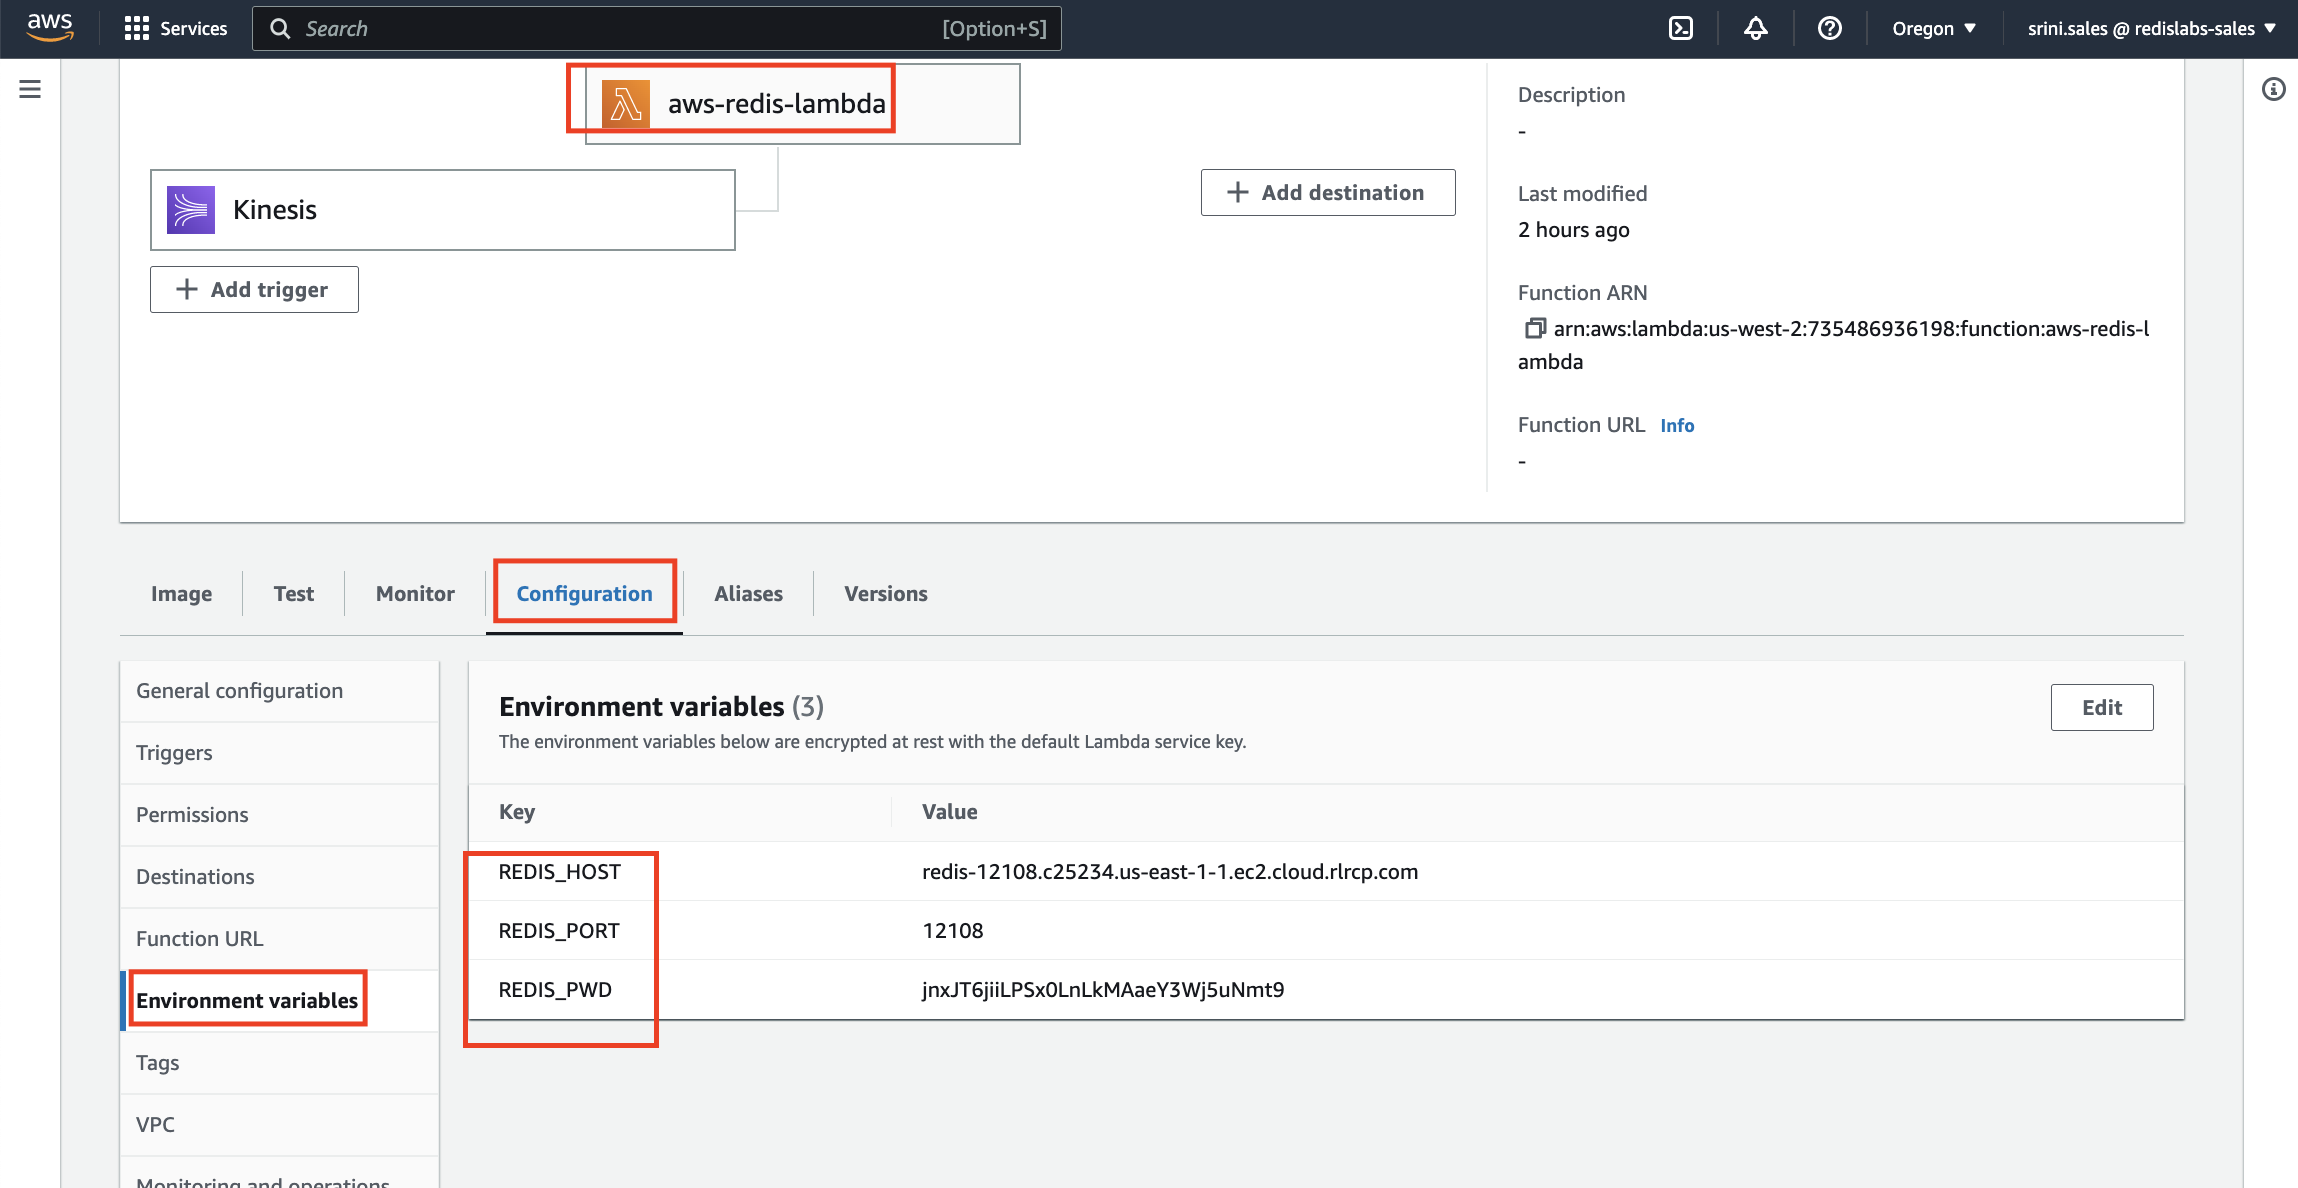 aws
Services
Search [Option+S]
Oregon
srini.sales @ redislabs-sales
aws-redis-lambda
Kinesis
Add trigger
Add destination
Description
-
Last modified
2 hours ago
Function ARN
arn:aws:lambda:us-west-2:735486936198:function:aws-redis-l
ambda
Function URL Info
-
Image
Test
Monitor
Configuration
Aliases
Versions
General configuration
Triggers
Permissions
Destinations
Function URL
Environment variables
Tags
VPC
Monitoring and operations
Environment variables (3)
Edit
The environment variables below are encrypted at rest with the default Lambda service key.
Key Value
REDIS_HOST redis-12108.c25234.us-east-1-1.ec2.cloud.rlrcp.com
REDIS_PORT 12108
REDIS_PWD jnxJT6jiiLPSx0LnLkMAaeY3Wj5uNmt9